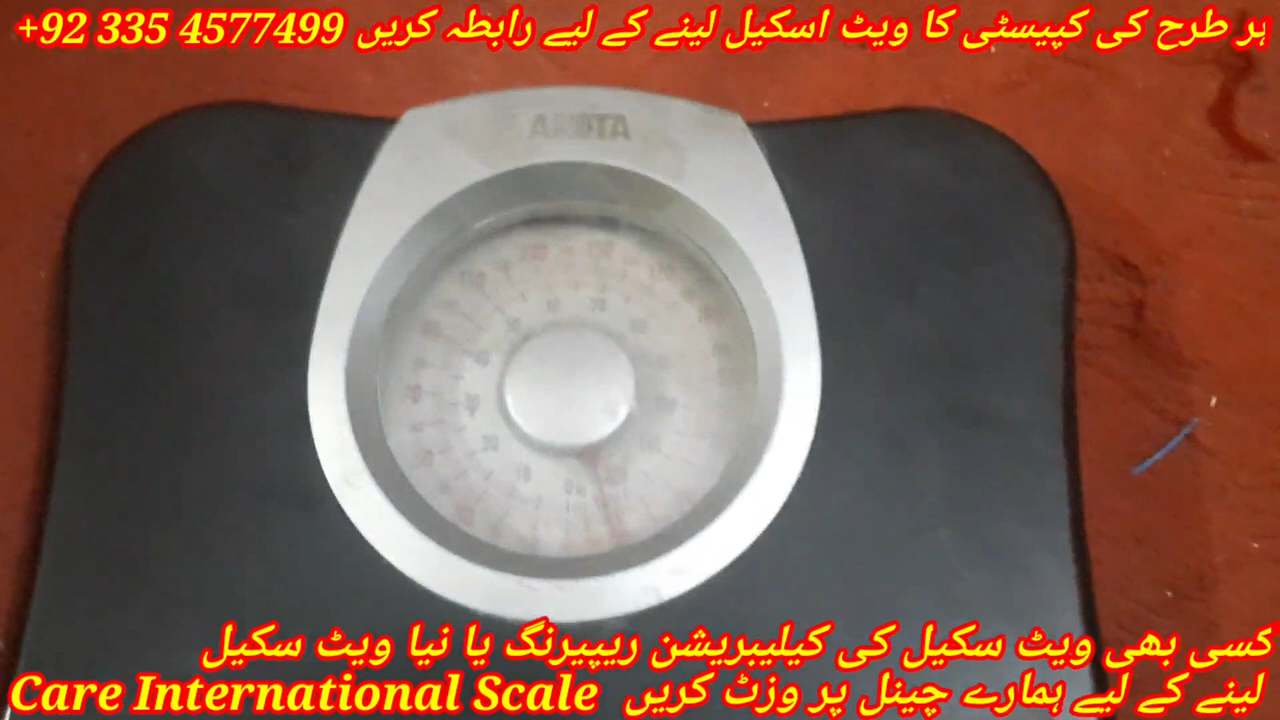 ہر طرح کی کپیسٹی کا ویٹ اسکیل لینے کے لیے رابطہ کریں +92 335 4577499
کسی بھی ویٹ سکیل کی کیلیبریشن ریپیرنگ یا نیا ویٹ سکیل
لینے کے لیے ہمارے چینل پر وزٹ کریں Care International Scale